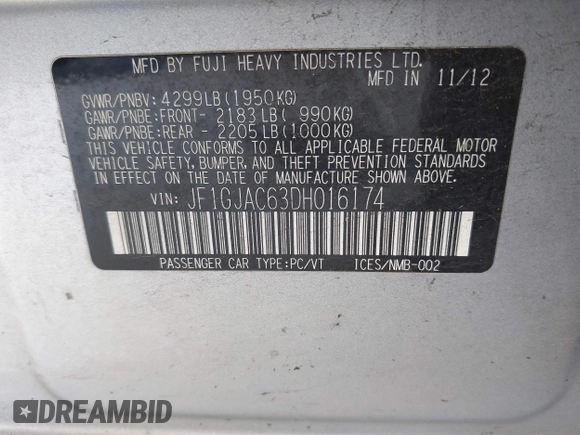 MFD BY FUJI HEAVY INDUSTRIES LTD.
MFD IN 11/12
GVWR/PNBV: 4299LB(1950KG)
GAWR/PNBE:FRONT- 2183LB( 990KG)
GAWR/PNBE:REAR - 2205LB(1000KG)
THIS VEHICLE CONFORMS TO ALL APPLICABLE FEDERAL MOTOR
VEHICLE SAFETY, BUMPER, AND THEFT PREVENTION STANDARDS
IN EFFECT ON THE DATE OF MANUFACTURE SHOWN ABOVE.
VIN: JF1GJAC63DH016174
PASSENGER CAR TYPE:PC/VT ICES/NMB-002
DREAMBID